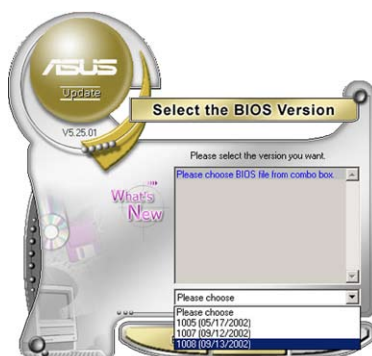 ASUS
Update
V5.25.01
Select the BIOS Version
Please select the version you want.
Please choose BIOS file from combo box.
What's
New
Please choose
Please choose
1005 (05/17/2002)
1007 (09/12/2002)
1008 (09/13/2002)